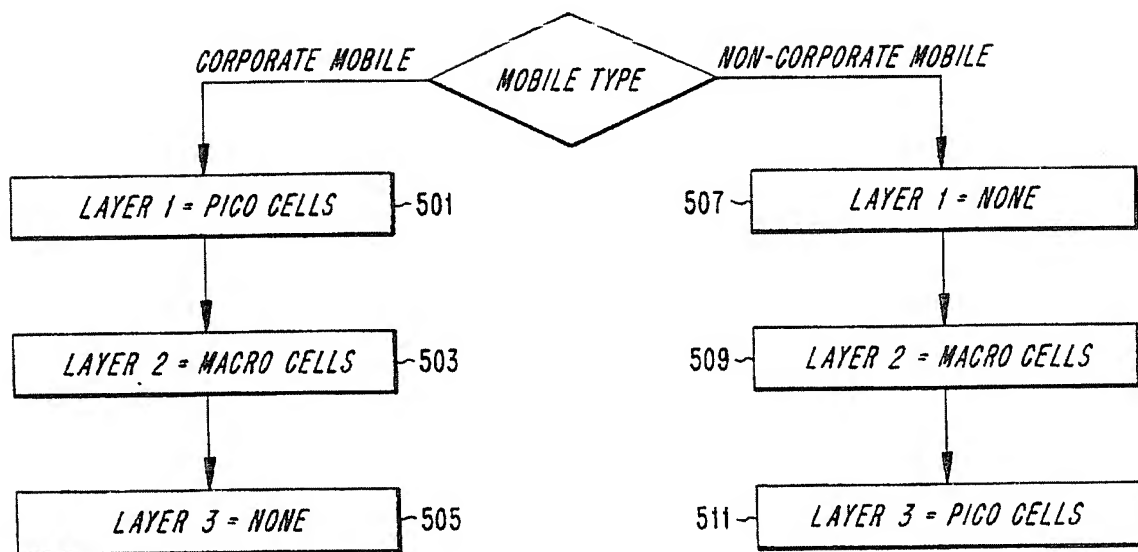 CORPORATE MOBILE
MOBILE TYPE
NON-CORPORATE MOBILE
LAYER 1 = PICO CELLS
501
507
LAYER 1 = NONE
LAYER 2 = MACRO CELLS
503
509
LAYER 2 = MACRO CELLS
LAYER 3 = NONE
505
511
LAYER 3 = PICO CELLS